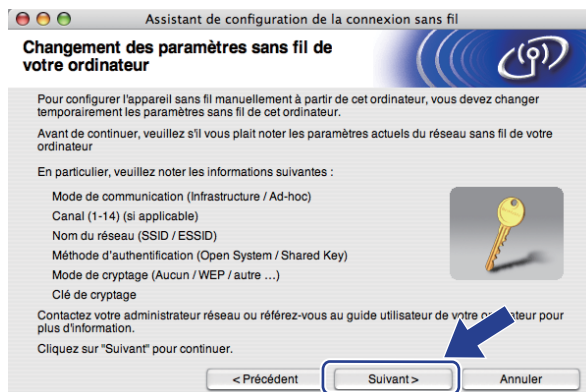 Assistant de configuration de la connexion sans fil
Changement des paramètres sans fil de
votre ordinateur
Pour configurer l'appareil sans fil manuellement à partir de cet ordinateur, vous devez changer
temporairement les paramètres sans fil de cet ordinateur.
Avant de continuer, veuillez s'il vous plait noter les paramètres actuels du réseau sans fil de votre
ordinateur
En particulier, veuillez noter les informations suivantes :
Mode de communication (Infrastructure / Ad-hoc)
Canal (1-14) (si applicable)
Nom du réseau (SSID / ESSID)
Méthode d'authentification (Open System / Shared Key)
Mode de cryptage (Aucun / WEP / autre ...)
Clé de cryptage
Contactez votre administrateur réseau ou référez-vous au guide utilisateur de votre pour
plus d'information.
Cliquez sur "Suivant" pour continuer.
< Précédent Suivant > Annuler